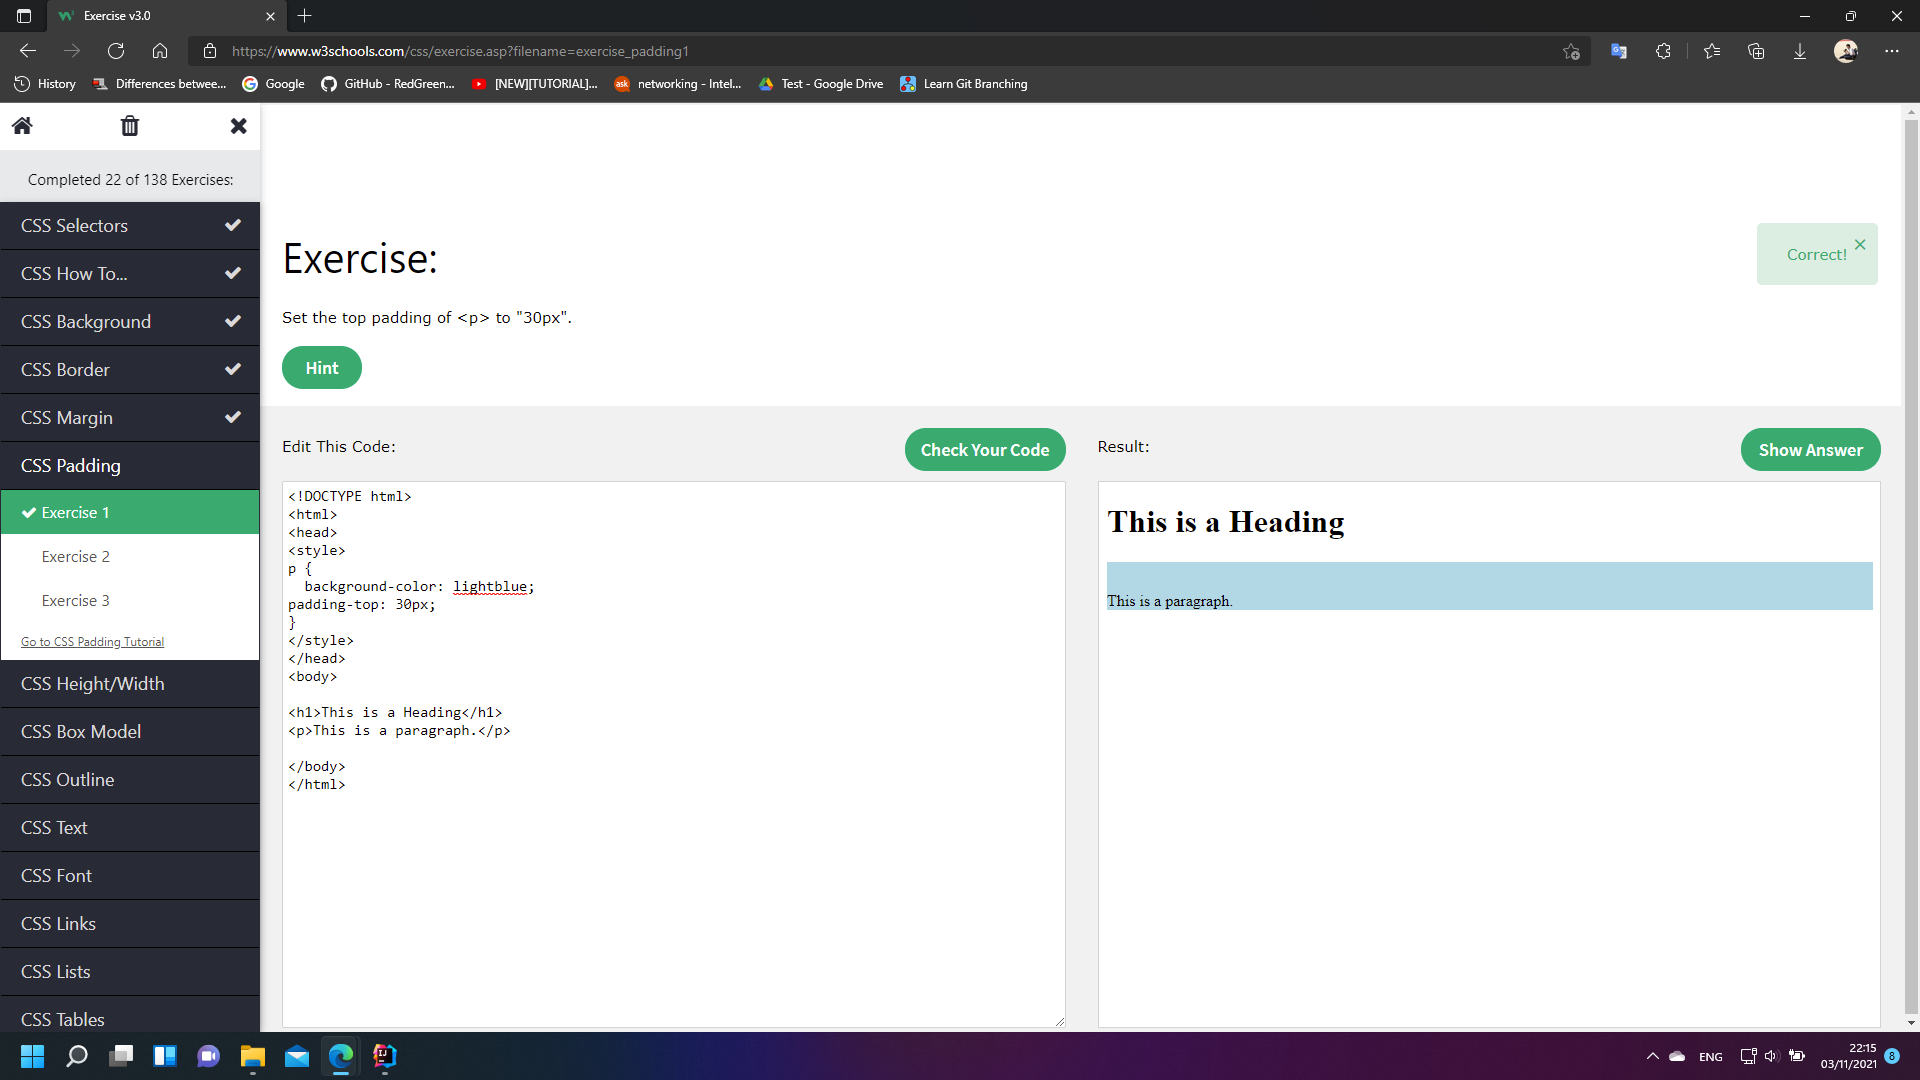 Exercise v3.0
https://www.w3schools.com/css/exercise.asp?filename=exercise_padding1
History
Differences betwee...
Google
GitHub - RedGreen...
[NEW][TUTORIAL]...
ask
networking - Intel...
Test - Google Drive
Learn Git Branching
Completed 22 of 138 Exercises:
CSS Selectors
CSS How To...
CSS Background
CSS Border
CSS Margin
CSS Padding
Exercise 1
Exercise 2
Exercise 3
Go to CSS Padding Tutorial
CSS Height/Width
CSS Box Model
CSS Outline
CSS Text
CSS Font
CSS Links
CSS Lists
CSS Tables
Exercise:
Correct!
Set the top padding of <p> to "30px".
Hint
Edit This Code:
Check Your Code
<!DOCTYPE html>
<html>
<head>
<style>
p {
  background-color: lightblue;
padding-top: 30px;
}
</style>
</head>
<body>
<h1>This is a Heading</h1>
<p>This is a paragraph.</p>
</body>
</html>
Result:
Show Answer
This is a Heading
This is a paragraph.
ENG
22:15
03/11/2021
8